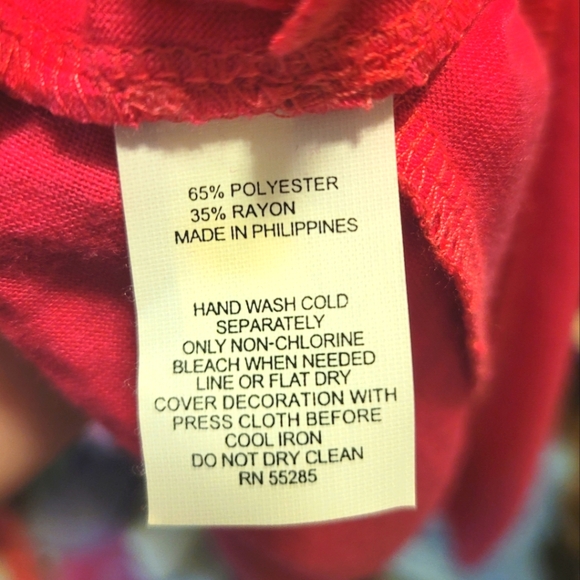 65% POLYESTER
35% RAYON
MADE IN PHILIPPINES
HAND WASH COLD
SEPARATELY
ONLY NON-CHLORINE
BLEACH WHEN NEEDED
LINE OR FLAT DRY
COVER DECORATION WITH
PRESS CLOTH BEFORE
COOL IRON
DO NOT DRY CLEAN
RN 55285